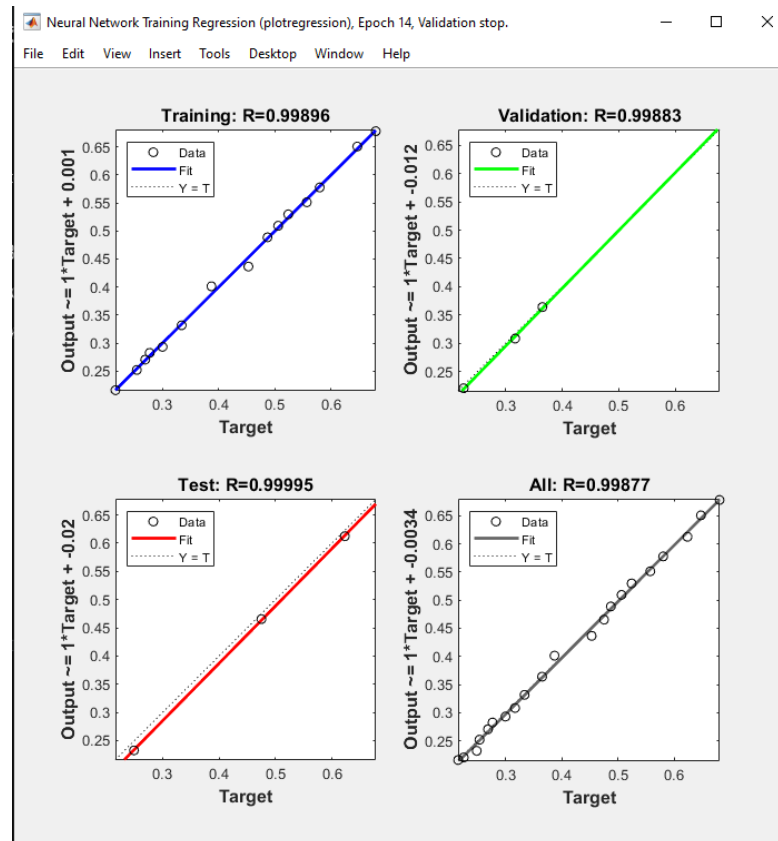 Neural Network Training Regression (plotregression), Epoch 14, Validation stop.
File Edit View Insert Tools Desktop Window Help
Training: R=0.99896
Output ~= 1*Target + 0.001
0.65
0.6
0.55
0.5
0.45
0.4
0.35
0.3
0.25
Data
Fit
Y = T
0.3 0.4 0.5 0.6
Target
Validation: R=0.99883
Output ~= 1*Target + -0.012
0.65
0.6
0.55
0.5
0.45
0.4
0.35
0.3
0.25
Data
Fit
Y = T
0.3 0.4 0.5 0.6
Target
Test: R=0.99995
Output ~= 1*Target + -0.02
0.65
0.6
0.55
0.5
0.45
0.4
0.35
0.3
0.25
Data
Fit
Y = T
0.3 0.4 0.5 0.6
Target
All: R=0.99877
Output ~= 1*Target + -0.0034
0.65
0.6
0.55
0.5
0.45
0.4
0.35
0.3
0.25
Data
Fit
Y = T
0.3 0.4 0.5 0.6
Target